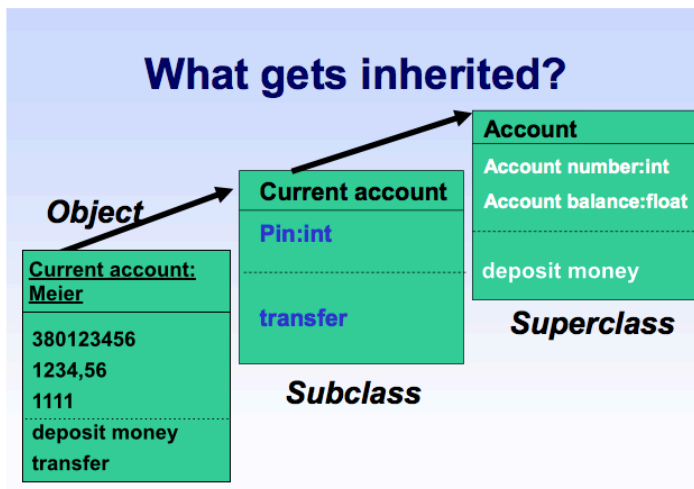 What gets inherited?
Object
Current account:
Meier
380123456
1234,56
1111
deposit money
transfer
Current account
Pin:int
transfer
Subclass
Account
Account number:int
Account balance:float
deposit money
Superclass